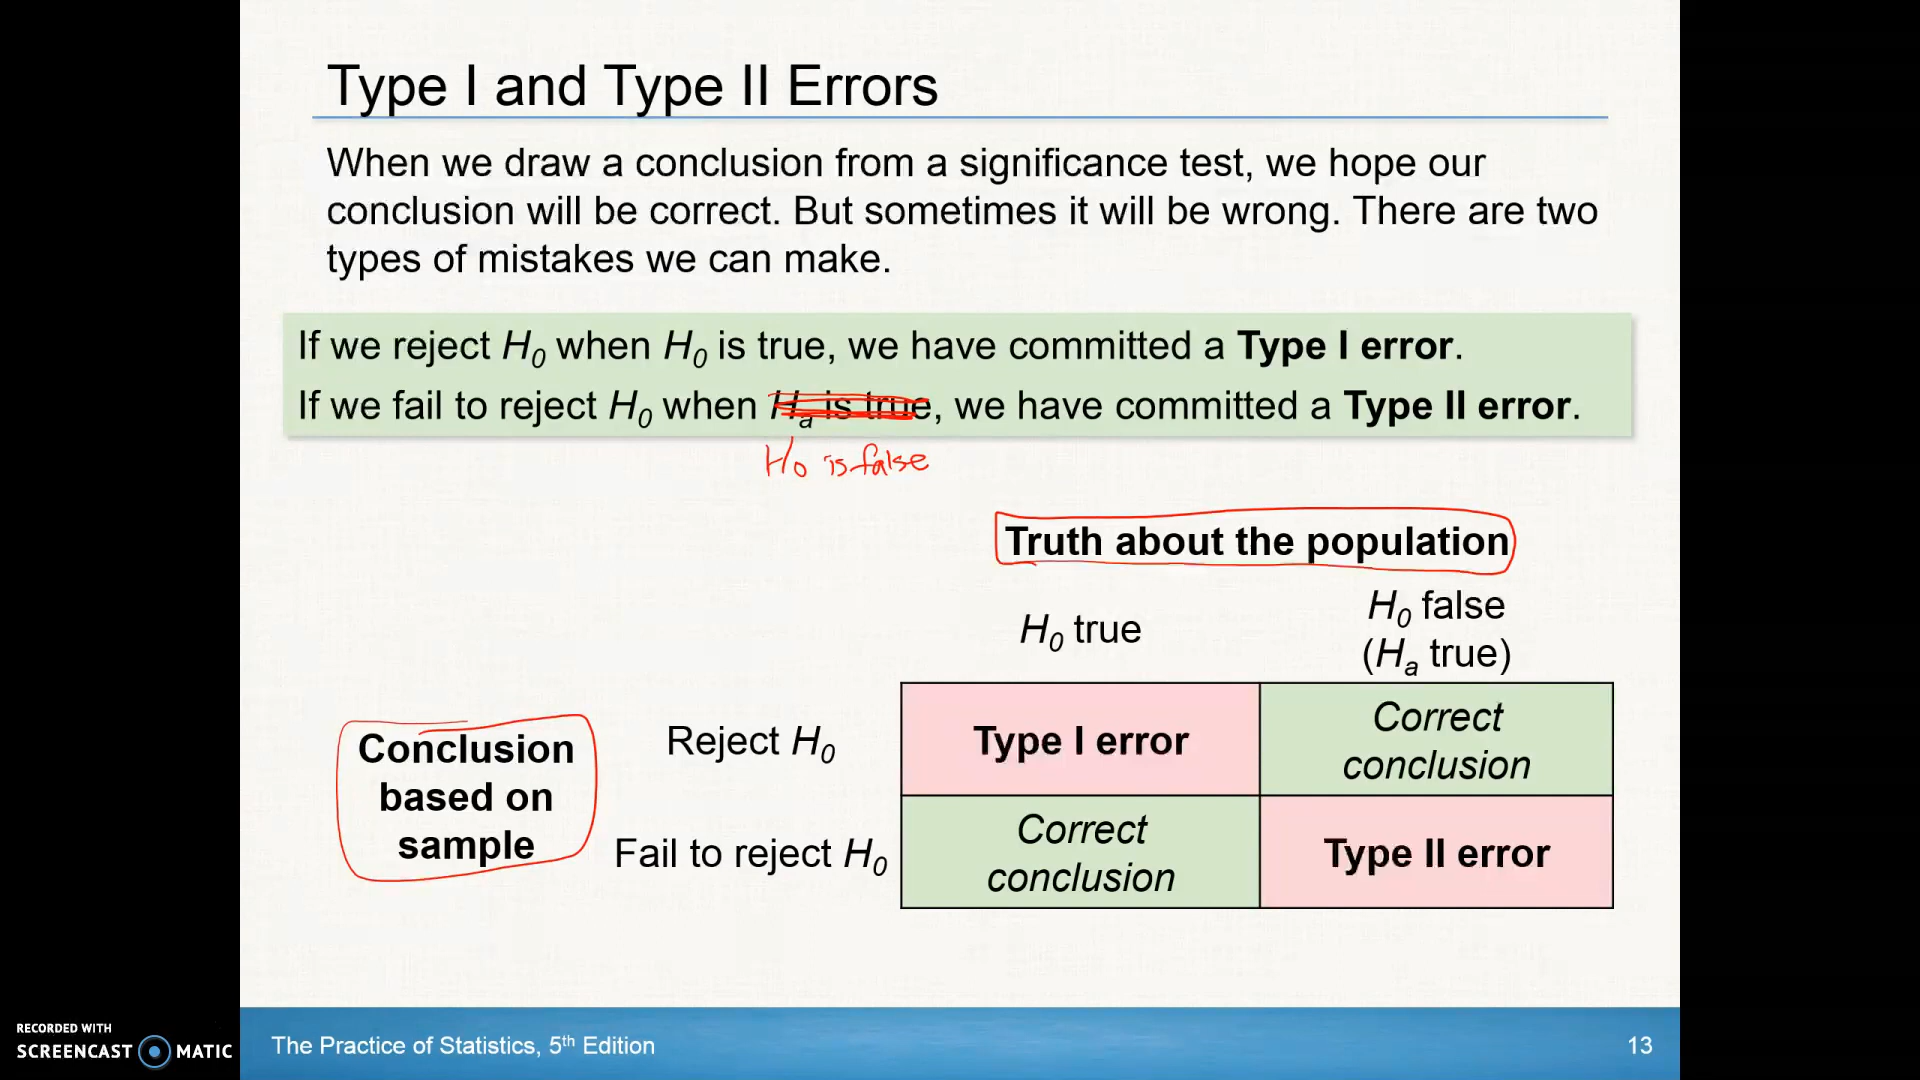 Type I and Type II Errors
When we draw a conclusion from a significance test, we hope our
conclusion will be correct. But sometimes it will be wrong. There are two
types of mistakes we can make.
If we reject H0 when H0 is true, we have committed a Type I error.
If we fail to reject H0 when Ha is true, we have committed a Type II error.
H0 is false
Truth about the population
H0 true
H0 false
(Ha true)
Conclusion
based on
sample
Reject H0
Type I error
Correct
conclusion
Fail to reject H0
Correct
conclusion
Type II error
RECORDED WITH
SCREENCAST MATIC
The Practice of Statistics, 5th Edition
13